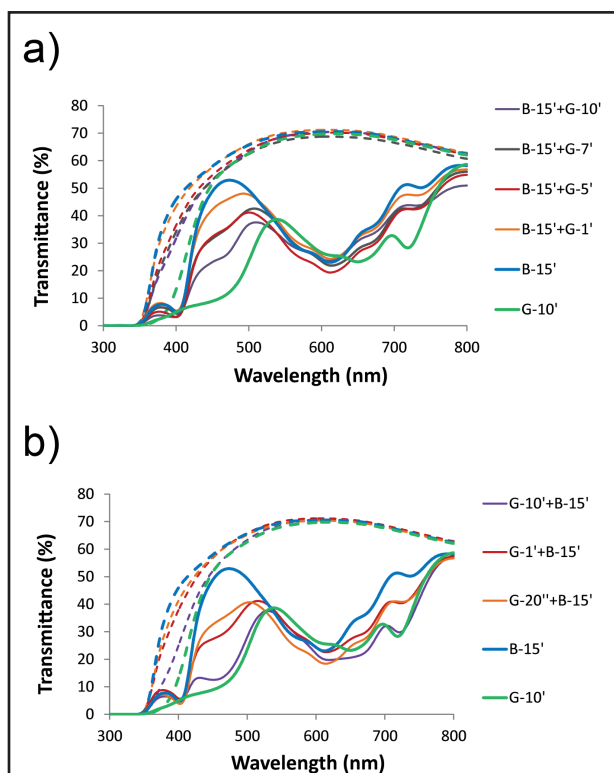 a)
80
70
60
50
40
30
20
10
0
Transmittance (%)
300 400 500 600 700 800
Wavelength (nm)
B-15'+G-10'
B-15'+G-7'
B-15'+G-5'
B-15'+G-1'
B-15'
G-10'
b)
80
70
60
50
40
30
20
10
0
Transmittance (%)
300 400 500 600 700 800
Wavelength (nm)
G-10'+B-15'
G-1'+B-15'
G-20''+B-15'
B-15'
G-10'